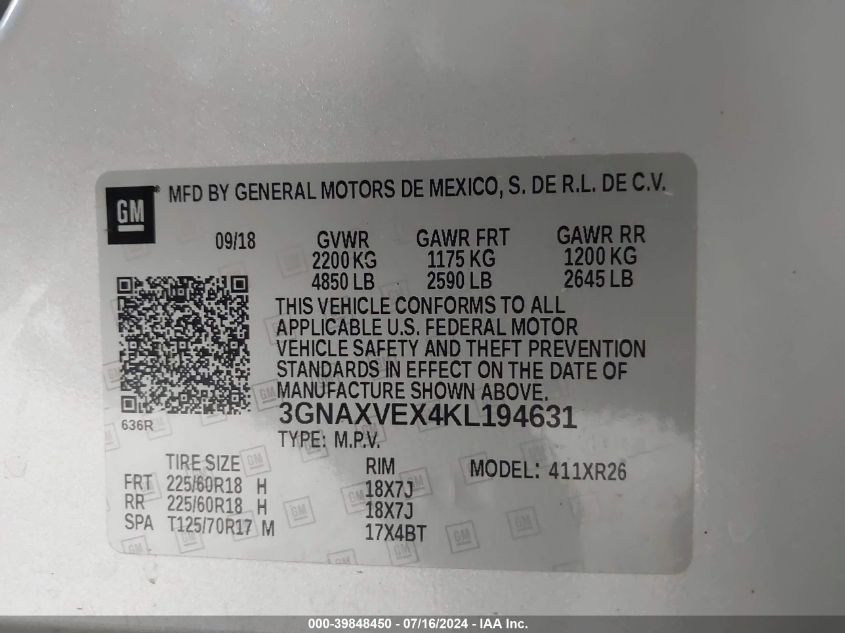 GM ® MFD BY GENERAL MOTORS DE MEXICO, S. DE R.L. DE C.V.
09/18 GVWR GAWR FRT GAWR RR
2200 KG 1175 KG 1200 KG
4850 LB 2590 LB 2645 LB
THIS VEHICLE CONFORMS TO ALL
APPLICABLE U.S. FEDERAL MOTOR
VEHICLE SAFETY AND THEFT PREVENTION
STANDARDS IN EFFECT ON THE DATE OF
MANUFACTURE SHOWN ABOVE.
3GNAXVEX4KL194631
636R
TYPE: M.P.V.
TIRE SIZE RIM MODEL: 411XR26
FRT 225/60R18 H 18X7J
RR 225/60R18 H 18X7J
SPA T125/70R17 M 17X4BT
000-39848450 - 07/16/2024 - IAA Inc.